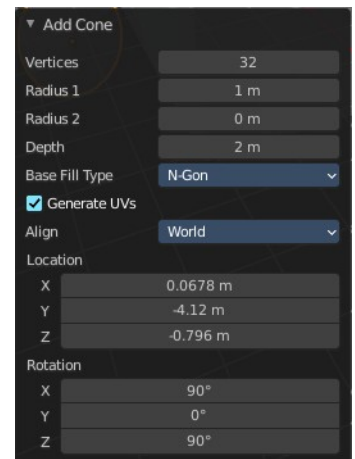 Add Cone
Vertices 32
Radius 1 1 m
Radius 2 0 m
Depth 2 m
Base Fill Type N-Gon
Generate UVs
Align World
Location
X 0.0678 m
Y -4.12 m
Z -0.796 m
Rotation
X 90°
Y 0°
Z 90°